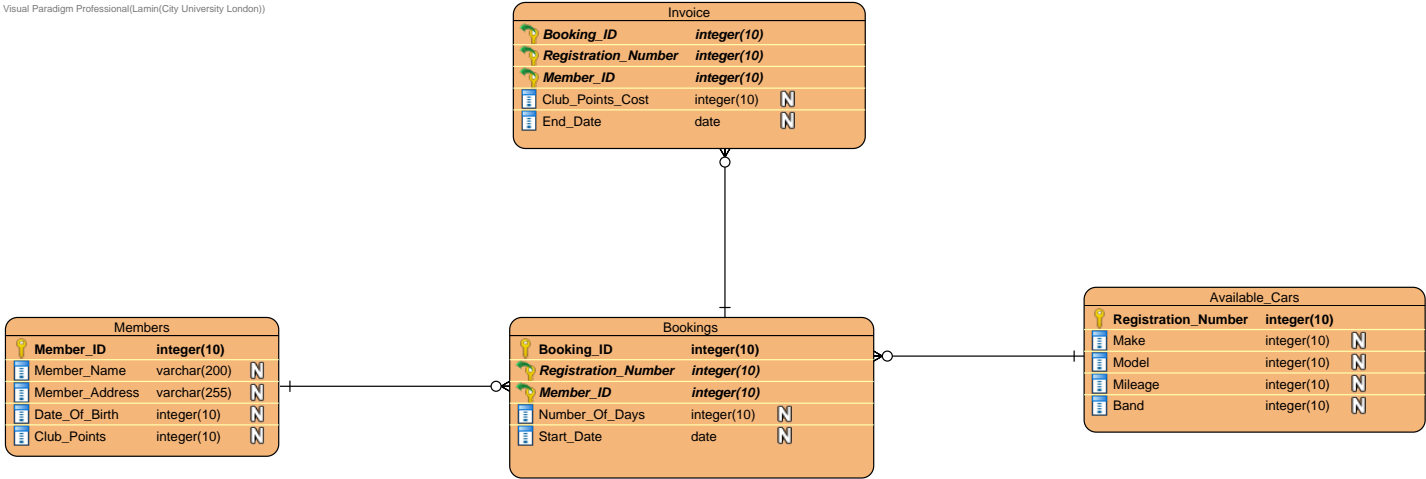 Visual Paradigm Professional(Lamin(City University London))
Invoice
Booking_ID integer(10)
Registration_Number integer(10)
Member_ID integer(10)
Club_Points_Cost integer(10) N
End_Date date N
Members
Member_ID integer(10)
Member_Name varchar(200) N
Member_Address varchar(255) N
Date_Of_Birth integer(10) N
Club_Points integer(10) N
Bookings
Booking_ID integer(10)
Registration_Number integer(10)
Member_ID integer(10)
Number_Of_Days integer(10) N
Start_Date date N
Available_Cars
Registration_Number integer(10)
Make integer(10) N
Model integer(10) N
Mileage integer(10) N
Band integer(10) N